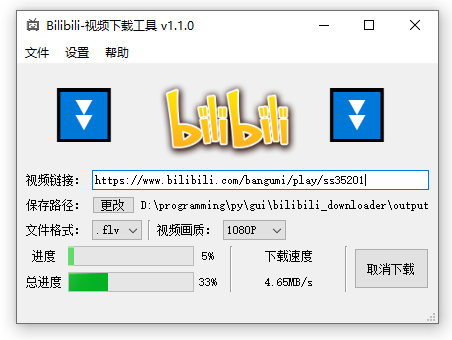 Bilibili-视频下载工具 v1.1.0
文件 设置 帮助
bilibili
视频链接： https://www.bilibili.com/bangumi/play/ss35201
保存路径： 更改 D:\programming\py\gui\bilibili_downloader\output
文件格式： .flv 视频画质： 1080P
进度 5% 下载速度
总进度 33% 4.65MB/s 取消下载